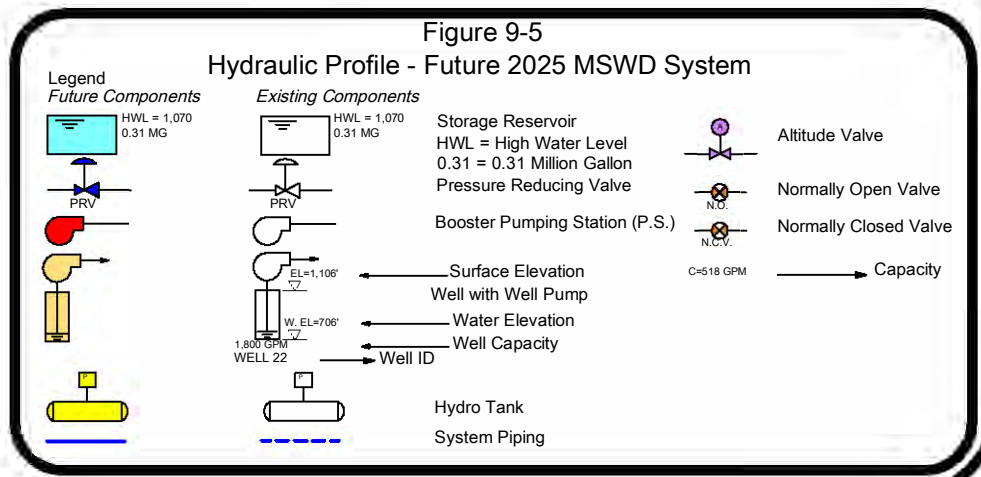 Figure 9-5
Hydraulic Profile - Future 2025 MSWD System
Legend
Future Components
Existing Components
HWL = 1,070
0.31 MG
HWL = 1,070
0.31 MG
Storage Reservoir
HWL = High Water Level
0.31 = 0.31 Million Gallon
PRV
PRV
Pressure Reducing Valve
Booster Pumping Station (P.S.)
EL=1,106'
Surface Elevation
Well with Well Pump
W. EL=706'
Water Elevation
1,800 GPM
Well Capacity
WELL 22
Well ID
P
P
Hydro Tank
System Piping
A
Altitude Valve
N.O.
Normally Open Valve
N.C.V.
Normally Closed Valve
C=518 GPM
Capacity